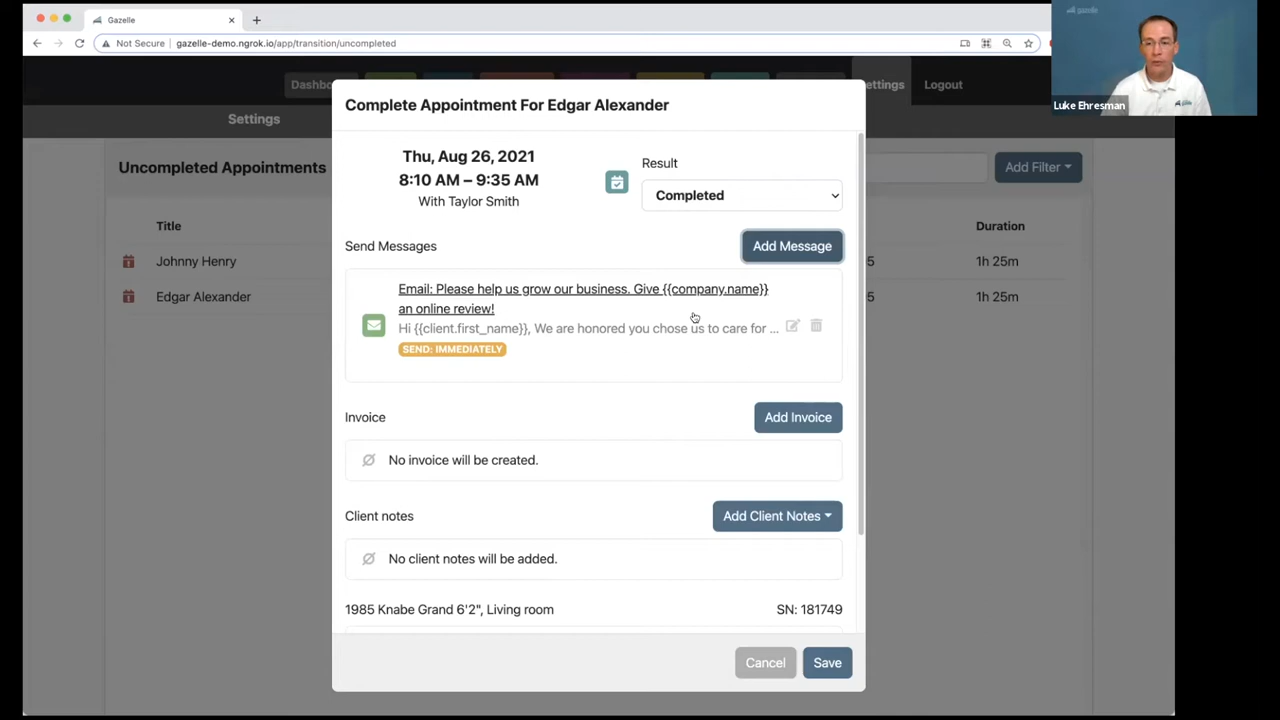 Gazelle
Not Secure
gazelle-demo.ngrok.io/app/transition/uncompleted
gazelle
Luke Ehresman
Dashbo
ettings
Logout
Settings
Uncompleted Appointments
Add Filter
Title
Duration
Johnny Henry
5
1h 25m
Edgar Alexander
5
1h 25m
Complete Appointment For Edgar Alexander
Thu, Aug 26, 2021
8:10 AM – 9:35 AM
With Taylor Smith
Result
Completed
Send Messages
Add Message
Email: Please help us grow our business. Give {{company.name}}
an online review!
Hi {{client.first_name}}, We are honored you chose us to care for ...
SEND: IMMEDIATELY
Invoice
Add Invoice
No invoice will be created.
Client notes
Add Client Notes
No client notes will be added.
1985 Knabe Grand 6'2", Living room
SN: 181749
Cancel
Save